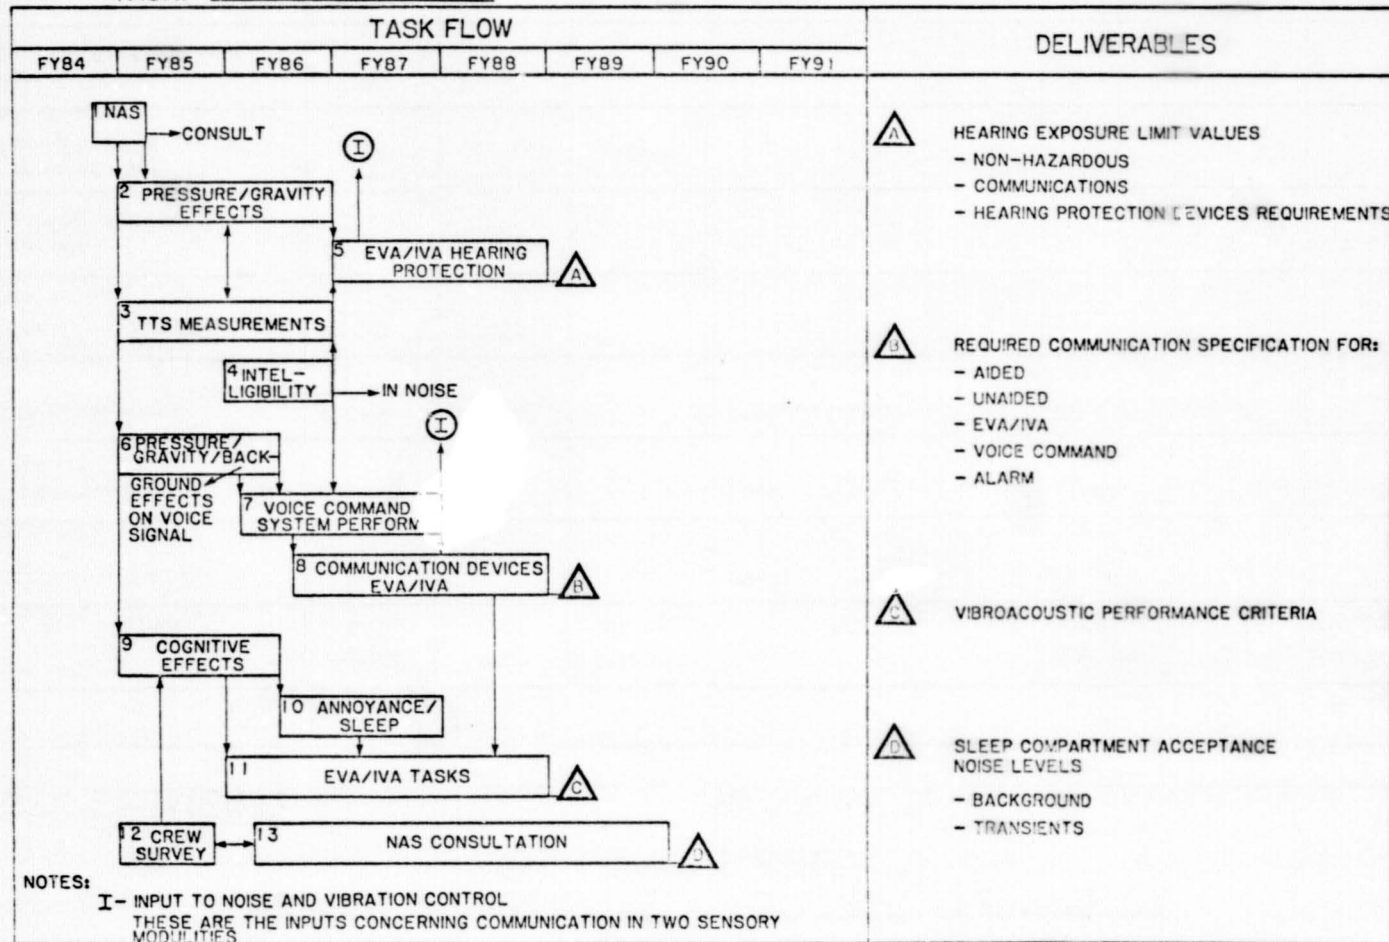 TASK FLOW
DELIVERABLES
FY84 FY85 FY86 FY87 FY88 FY89 FY90 FY91
1 NAS
CONSULT
I
2 PRESSURE/GRAVITY
EFFECTS
5 EVA/IVA HEARING
PROTECTION
A
3 TTS MEASUREMENTS
4 INTEL-
LIGIBILITY
IN NOISE
I
6 PRESSURE/
GRAVITY/BACK-
GROUND
EFFECTS
ON VOICE
SIGNAL
7 VOICE COMMAND
SYSTEM PERFORM
8 COMMUNICATION DEVICES
EVA/IVA
B
9 COGNITIVE
EFFECTS
10 ANNOYANCE/
SLEEP
11 EVA/IVA TASKS
C
12 CREW
SURVEY
13 NAS CONSULTATION
D
A HEARING EXPOSURE LIMIT VALUES
- NON-HAZARDOUS
- COMMUNICATIONS
- HEARING PROTECTION DEVICES REQUIREMENTS
B REQUIRED COMMUNICATION SPECIFICATION FOR:
- AIDED
- UNAIDED
- EVA/IVA
- VOICE COMMAND
- ALARM
C VIBROACOUSTIC PERFORMANCE CRITERIA
D SLEEP COMPARTMENT ACCEPTANCE
NOISE LEVELS
- BACKGROUND
- TRANSIENTS
NOTES:
I - INPUT TO NOISE AND VIBRATION CONTROL
THESE ARE THE INPUTS CONCERNING COMMUNICATION IN TWO SENSORY
MODULITIES